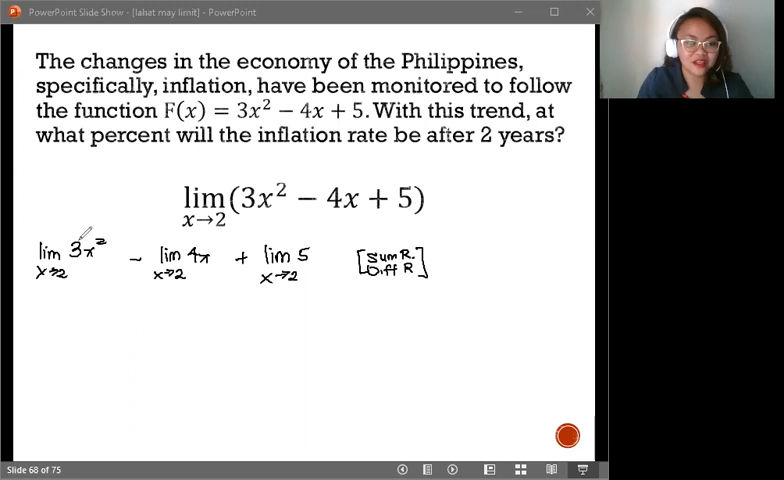 PowerPoint Slide Show - [lahat may limit] - PowerPoint
The changes in the economy of the Philippines,
specifically, inflation, have been monitored to follow
the function F(x) = 3x² − 4x + 5. With this trend, at
what percent will the inflation rate be after 2 years?
lim (3x² − 4x + 5)
x→2
lim 3x² − lim 4x + lim 5 [Sum R.
x→2 x→2 x→2 Diff R]
Slide 68 of 75